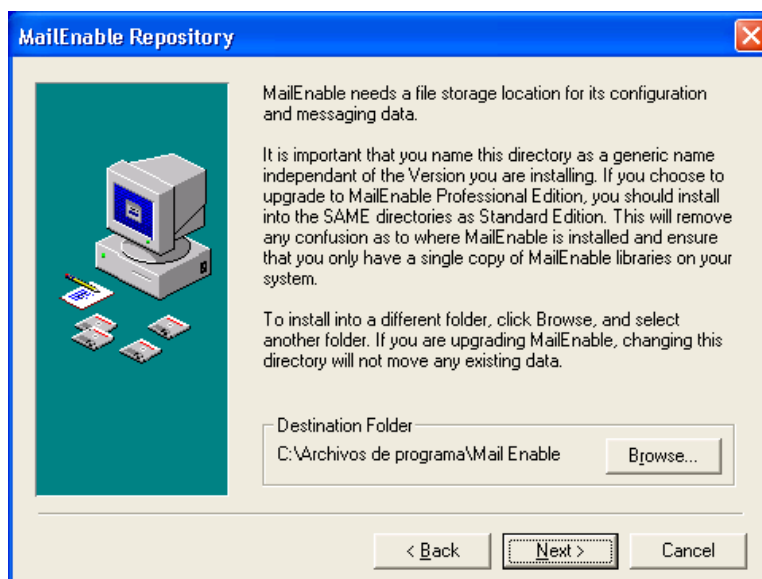 MailEnable Repository
MailEnable needs a file storage location for its configuration
and messaging data.
It is important that you name this directory as a generic name
independant of the Version you are installing. If you choose to
upgrade to MailEnable Professional Edition, you should install
into the SAME directories as Standard Edition. This will remove
any confusion as to where MailEnable is installed and ensure
that you only have a single copy of MailEnable libraries on your
system.
To install into a different folder, click Browse, and select
another folder. If you are upgrading MailEnable, changing this
directory will not move any existing data.
Destination Folder
C:\Archivos de programa\Mail Enable
Browse...
< Back
Next >
Cancel